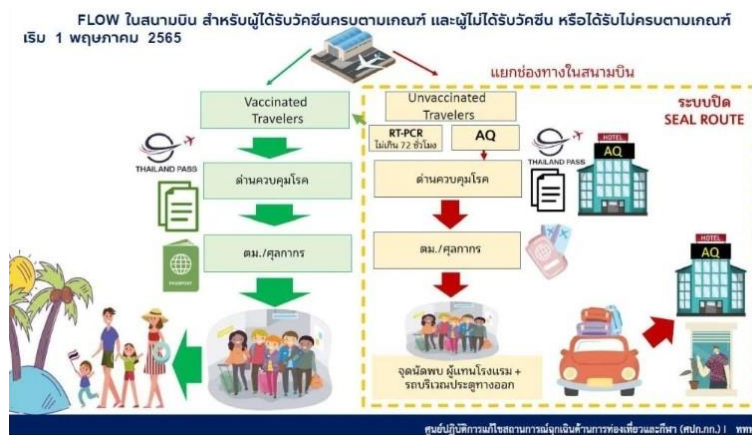 FLOW ในสนามบิน สำหรับผู้ได้รับวัคซีนครบตามเกณฑ์ และผู้ไม่ได้รับวัคซีน หรือได้รับไม่ครบตามเกณฑ์
เริ่ม 1 พฤษภาคม 2565
แยกช่องทางในสนามบิน
Vaccinated
Travelers
Unvaccinated
Travelers
ระบบปิด
SEAL ROUTE
RT-PCR
ไม่เกิน 72 ชั่วโมง
AQ
THAILAND PASS
THAILAND PASS
HOTEL
AQ
ด่านควบคุมโรค
ด่านควบคุมโรค
ตม./ศุลกากร
ตม./ศุลกากร
PASSPORT
HOTEL
AQ
จุดนัดพบ ผู้แทนโรงแรม +
รถบริเวณประตูทางออก
ศูนย์ปฏิบัติการแก้ไขสถานการณ์ฉุกเฉินด้านการท่องเที่ยวและกีฬา (ศปก.กก.) |